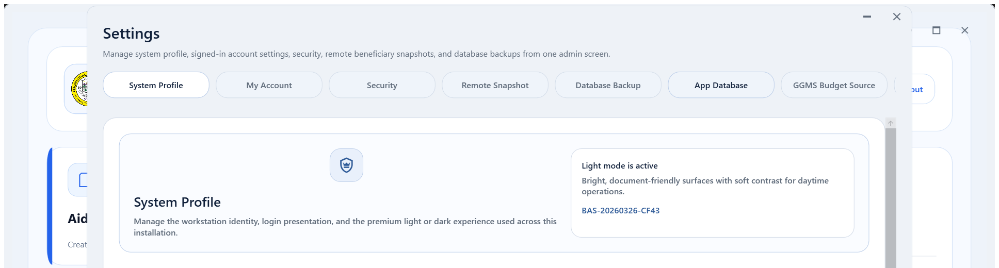 Settings
Manage system profile, signed-in account settings, security, remote beneficiary snapshots, and database backups from one admin screen.
System Profile
My Account
Security
Remote Snapshot
Database Backup
App Database
GGMS Budget Source
out
System Profile
Manage the workstation identity, login presentation, and the premium light or dark experience used across this
installation.
Light mode is active
Bright, document-friendly surfaces with soft contrast for daytime
operations.
BAS-20260326-CF43
Aid
Creat